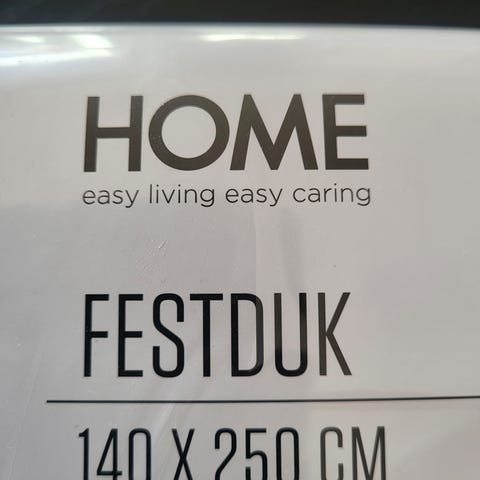 HOME
easy living easy caring
FESTDUK
140 X 250 CM